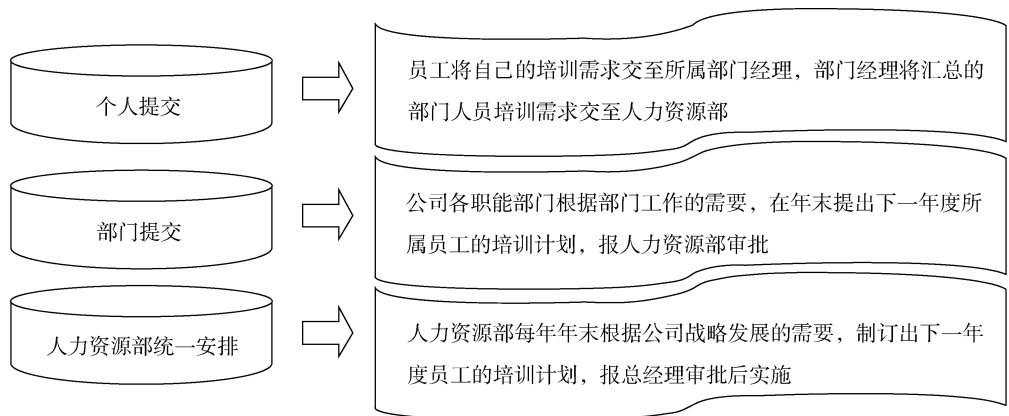 个人提交
员工将自己的培训需求交至所属部门经理，部门经理将汇总的
部门人员培训需求交至人力资源部
部门提交
公司各职能部门根据部门工作的需要，在年末提出下一年度所
属员工的培训计划，报人力资源部审批
人力资源部统一安排
人力资源部每年年末根据公司战略发展的需要，制订出下一年
度员工的培训计划，报总经理审批后实施